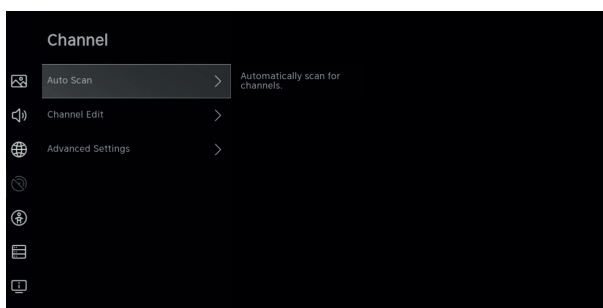 Channel
Auto Scan
Automatically scan for
channels.
Channel Edit
Advanced Settings